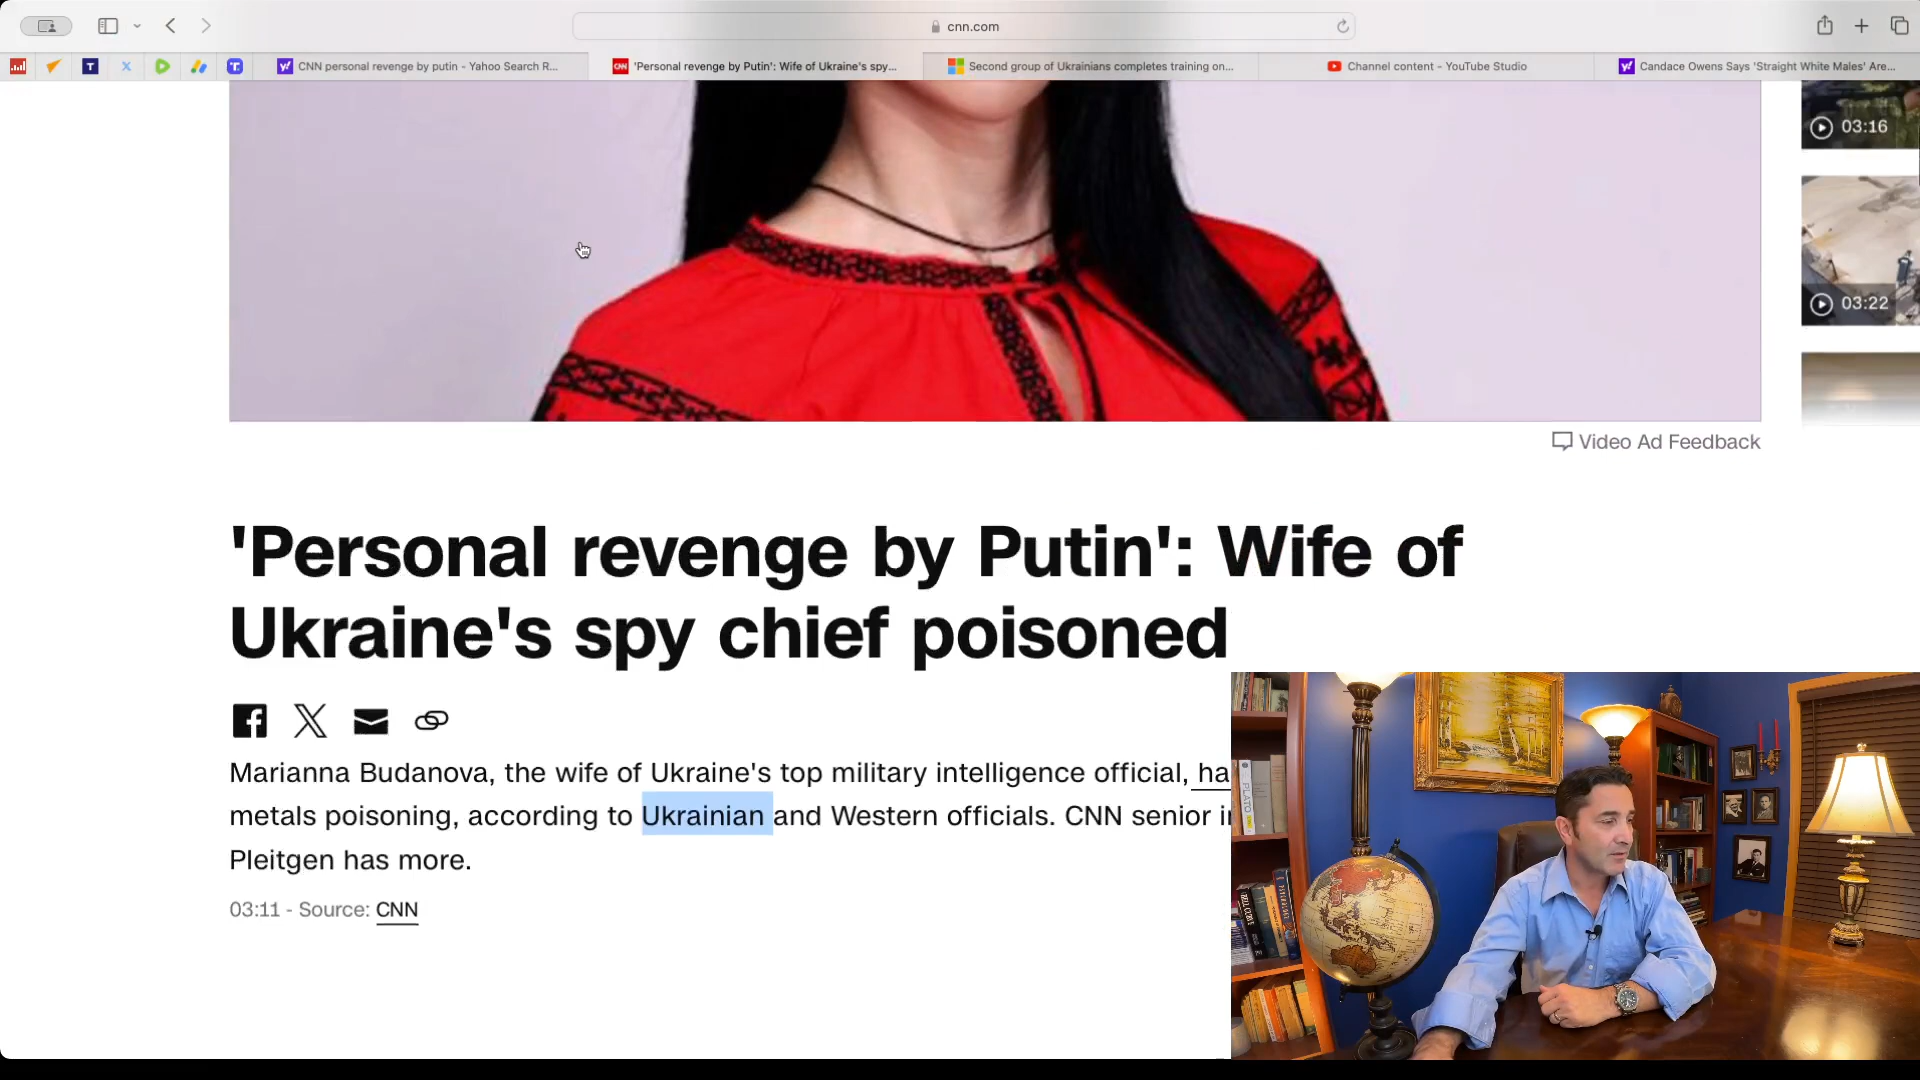 cnn.com
CNN personal revenge by putin - Yahoo Search R...
'Personal revenge by Putin': Wife of Ukraine's spy...
Second group of Ukrainians completes training on...
Channel content - YouTube Studio
Candace Owens Says 'Straight White Males' Are...
03:16
03:22
Video Ad Feedback
'Personal revenge by Putin': Wife of
Ukraine's spy chief poisoned
Marianna Budanova, the wife of Ukraine's top military intelligence official, ha
metals poisoning, according to Ukrainian and Western officials. CNN senior i
Pleitgen has more.
03:11 - Source: CNN
PLATO